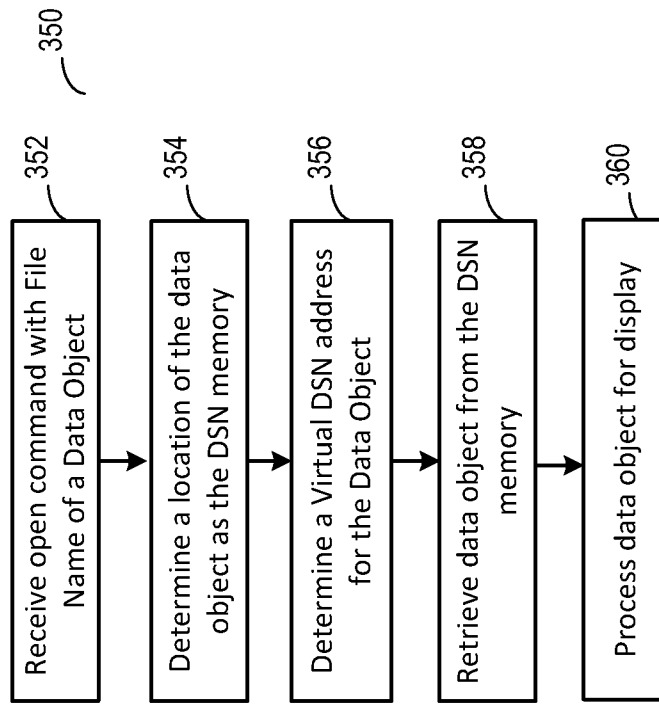 350
352
Receive open command with File
Name of a Data Object
354
Determine a location of the data
object as the DSN memory
356
Determine a Virtual DSN address
for the Data Object
358
Retrieve data object from the DSN
memory
360
Process data object for display